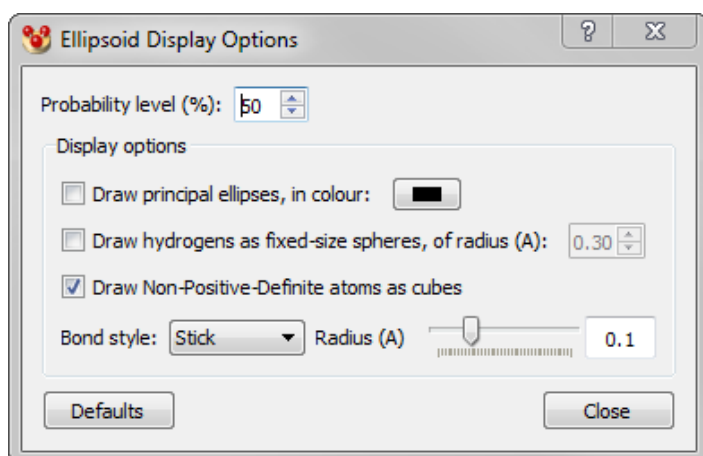 Ellipsoid Display Options
Probability level (%): 50
Display options
Draw principal ellipses, in colour:
Draw hydrogens as fixed-size spheres, of radius (A): 0.30
Draw Non-Positive-Definite atoms as cubes
Bond style: Stick Radius (A) 0.1
Defaults Close